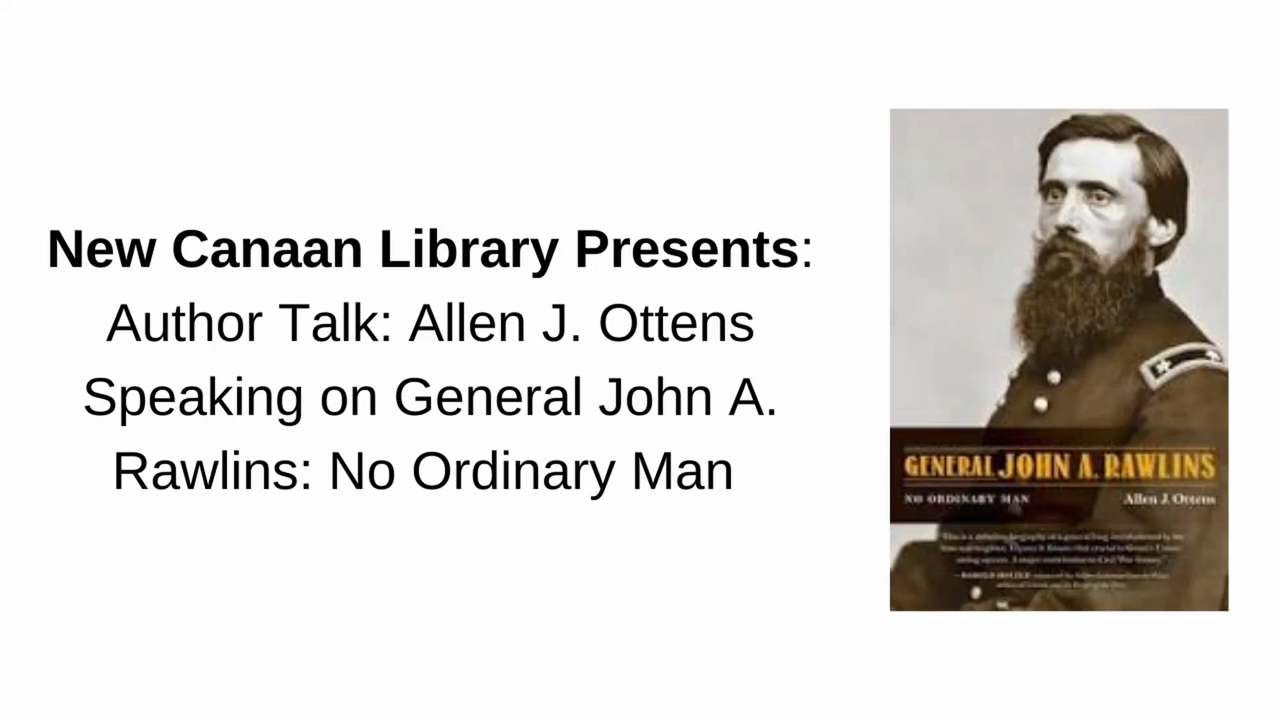 New Canaan Library Presents:
Author Talk: Allen J. Ottens
Speaking on General John A.
Rawlins: No Ordinary Man
GENERAL JOHN A. RAWLINS
NO ORDINARY MAN
Allen J. Ottens